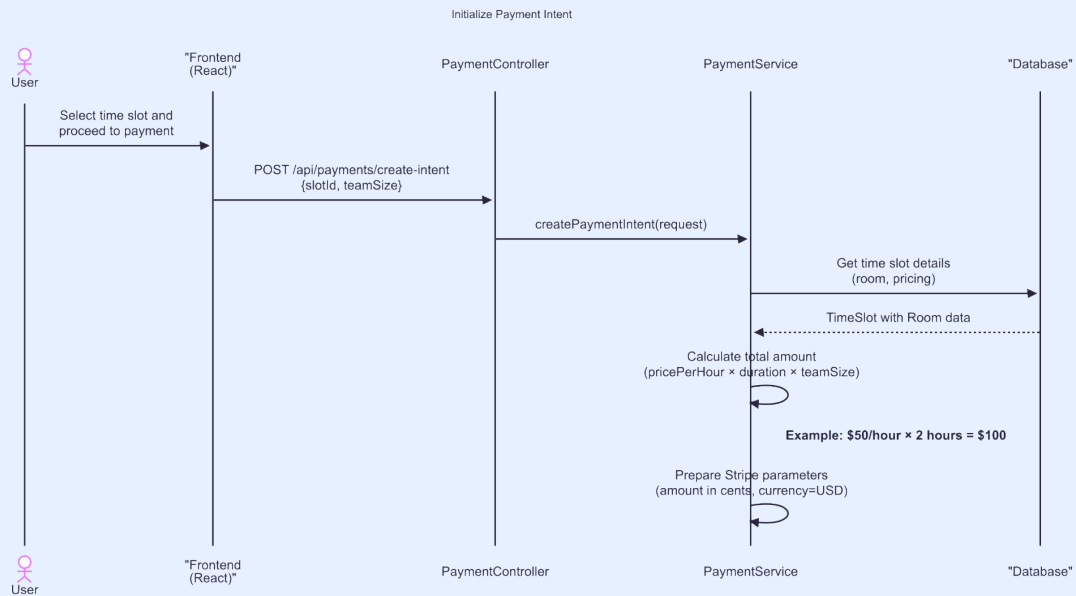 Initialize Payment Intent
User
"Frontend
(React)"
PaymentController
PaymentService
"Database"
Select time slot and
proceed to payment
POST /api/payments/create-intent
{slotId, teamSize}
createPaymentIntent(request)
Get time slot details
(room, pricing)
TimeSlot with Room data
Calculate total amount
(pricePerHour × duration × teamSize)
Example: $50/hour × 2 hours = $100
Prepare Stripe parameters
(amount in cents, currency=USD)
User
"Frontend
(React)"
PaymentController
PaymentService
"Database"